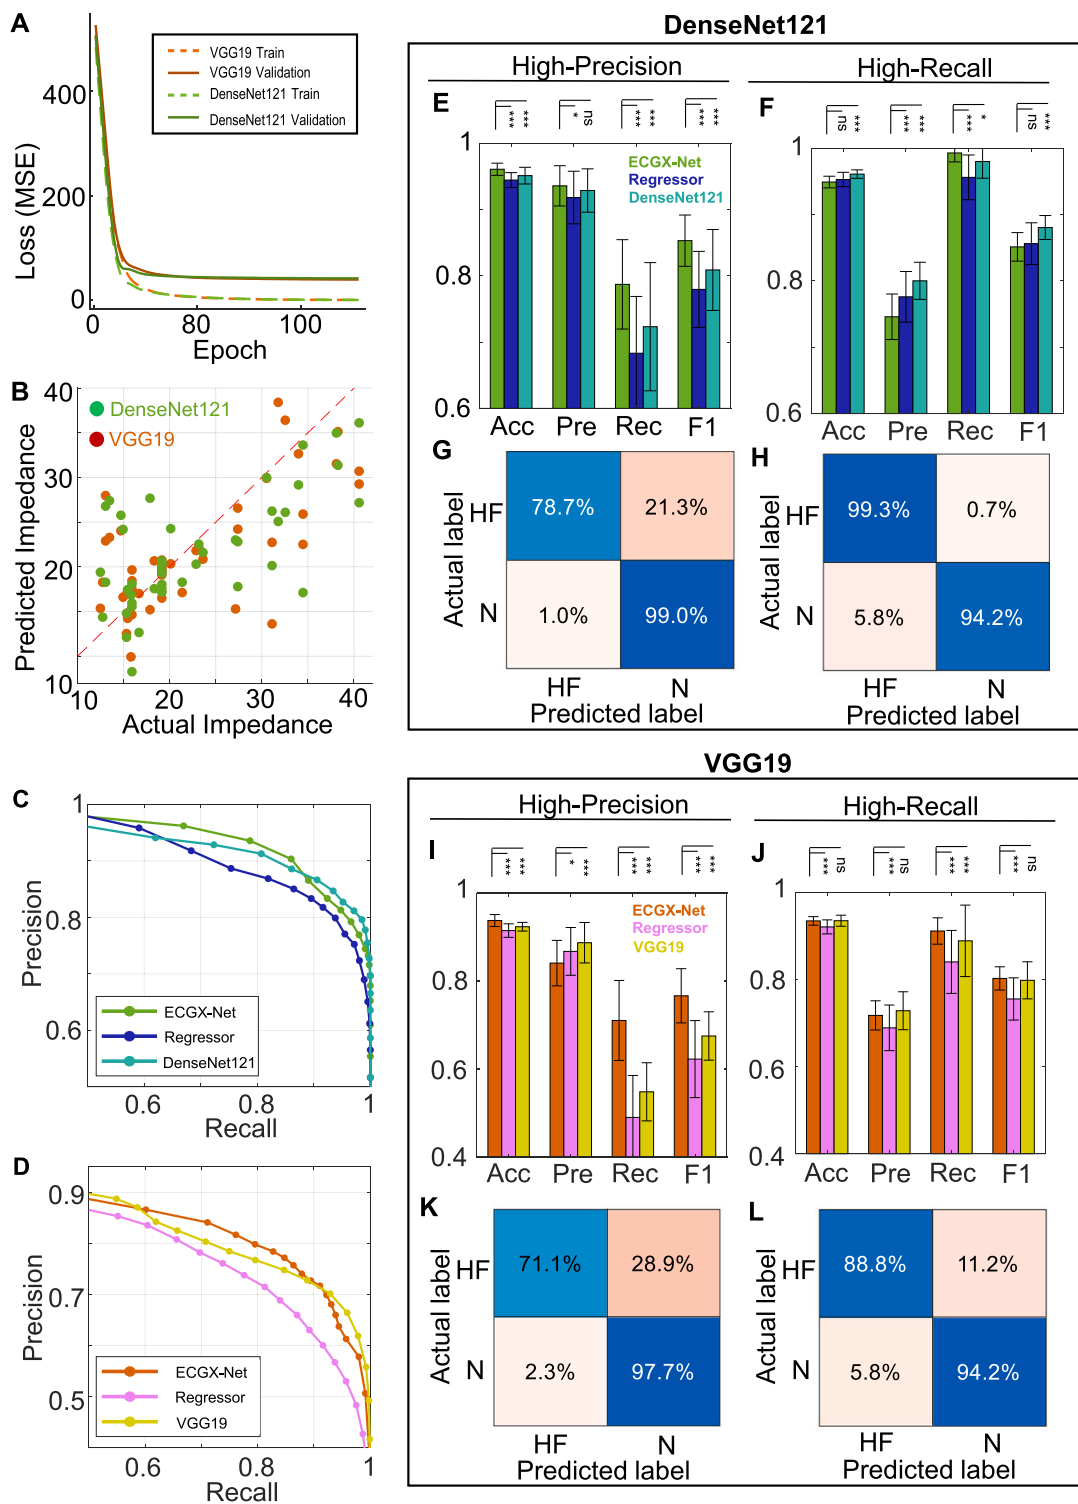 A
400
200
0
0
80
100
Loss (MSE)
Epoch
VGG19 Train
VGG19 Validation
DenseNet121 Train
DenseNet121 Validation
B
40
30
20
10
10
20
30
40
Predicted Impedance
Actual Impedance
DenseNet121
VGG19
C
1
0.8
0.6
0.6
0.8
1
Precision
Recall
ECGX-Net
Regressor
DenseNet121
D
0.9
0.7
0.5
0.6
0.8
1
Precision
Recall
ECGX-Net
Regressor
VGG19
DenseNet121
High-Precision
High-Recall
E
*** ***
* ns
*** ***
*** ***
1
0.8
0.6
ECGX-Net
Regressor
DenseNet121
Acc Pre Rec F1
F
ns ***
*** ***
*** *
ns ***
1
0.8
0.6
Acc Pre Rec F1
G
Actual label
HF
78.7% 21.3%
N
1.0% 99.0%
HF N
Predicted label
H
Actual label
HF
99.3% 0.7%
N
5.8% 94.2%
HF N
Predicted label
VGG19
High-Precision
High-Recall
I
*** ***
* ***
*** ***
*** ***
1
0.8
0.6
0.4
ECGX-Net
Regressor
VGG19
Acc Pre Rec F1
J
*** ns
*** ns
*** ***
*** ns
1
0.8
0.6
0.4
Acc Pre Rec F1
K
Actual label
HF
71.1% 28.9%
N
2.3% 97.7%
HF N
Predicted label
L
Actual label
HF
88.8% 11.2%
N
5.8% 94.2%
HF N
Predicted label